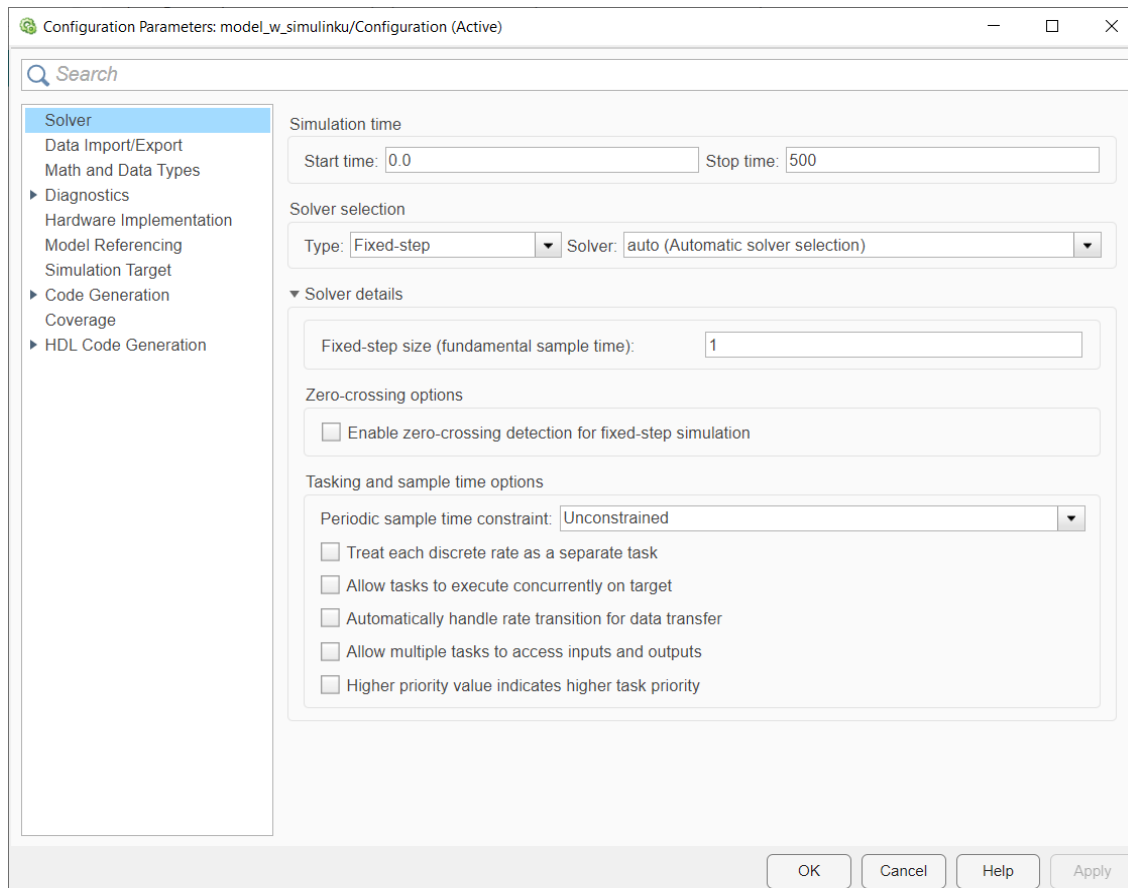 Configuration Parameters: model_w_simulinku/Configuration (Active)
Search
Solver
Data Import/Export
Math and Data Types
Diagnostics
Hardware Implementation
Model Referencing
Simulation Target
Code Generation
Coverage
HDL Code Generation
Simulation time
Start time: 0.0 Stop time: 500
Solver selection
Type: Fixed-step Solver: auto (Automatic solver selection)
Solver details
Fixed-step size (fundamental sample time): 1
Zero-crossing options
Enable zero-crossing detection for fixed-step simulation
Tasking and sample time options
Periodic sample time constraint: Unconstrained
Treat each discrete rate as a separate task
Allow tasks to execute concurrently on target
Automatically handle rate transition for data transfer
Allow multiple tasks to access inputs and outputs
Higher priority value indicates higher task priority
OK Cancel Help Apply